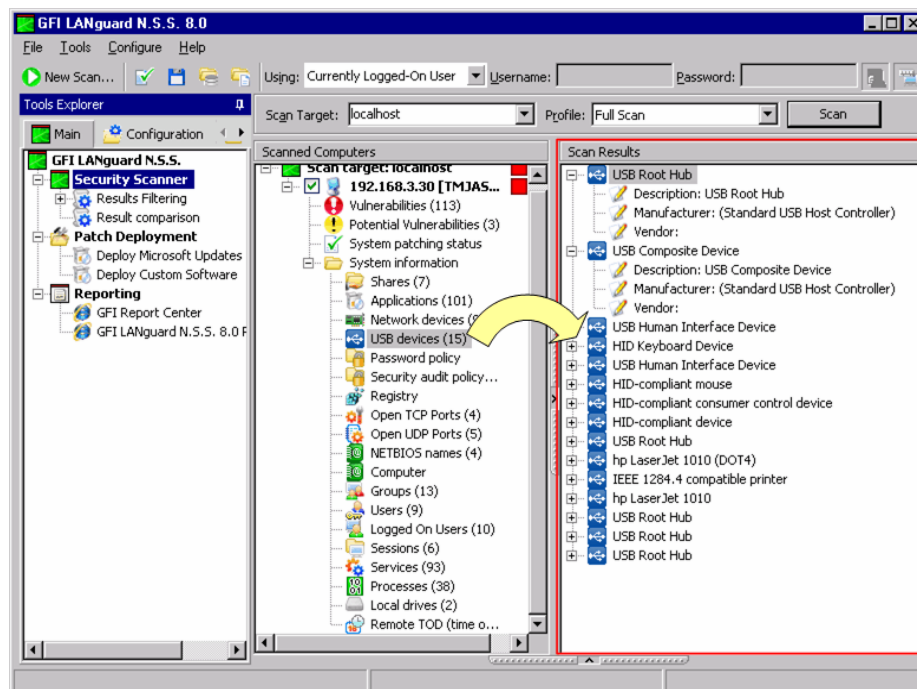 GFI LANguard N.S.S. 8.0
File Tools Configure Help
New Scan... Using: Currently Logged-On User Username: Password:
Tools Explorer
Scan Target: localhost Profile: Full Scan Scan
Main Configuration
GFI LANguard N.S.S.
Security Scanner
Results Filtering
Result comparison
Patch Deployment
Deploy Microsoft Updates
Deploy Custom Software
Reporting
GFI Report Center
GFI LANguard N.S.S. 8.0
Scanned Computers
Scan target: localhost
192.168.3.30 [TMJAS...
Vulnerabilities (113)
Potential Vulnerabilities (3)
System patching status
System information
Shares (7)
Applications (101)
Network devices
USB devices (15)
Password policy
Security audit policy...
Registry
Open TCP Ports (4)
Open UDP Ports (5)
NETBIOS names (4)
Computer
Groups (13)
Users (9)
Logged On Users (10)
Sessions (6)
Services (93)
Processes (38)
Local drives (2)
Remote TOD (time o...
Scan Results
USB Root Hub
Description: USB Root Hub
Manufacturer: (Standard USB Host Controller)
Vendor:
USB Composite Device
Description: USB Composite Device
Manufacturer: (Standard USB Host Controller)
Vendor:
USB Human Interface Device
HID Keyboard Device
USB Human Interface Device
HID-compliant mouse
HID-compliant consumer control device
HID-compliant device
USB Root Hub
hp LaserJet 1010 (DOT4)
IEEE 1284.4 compatible printer
hp LaserJet 1010
USB Root Hub
USB Root Hub
USB Root Hub